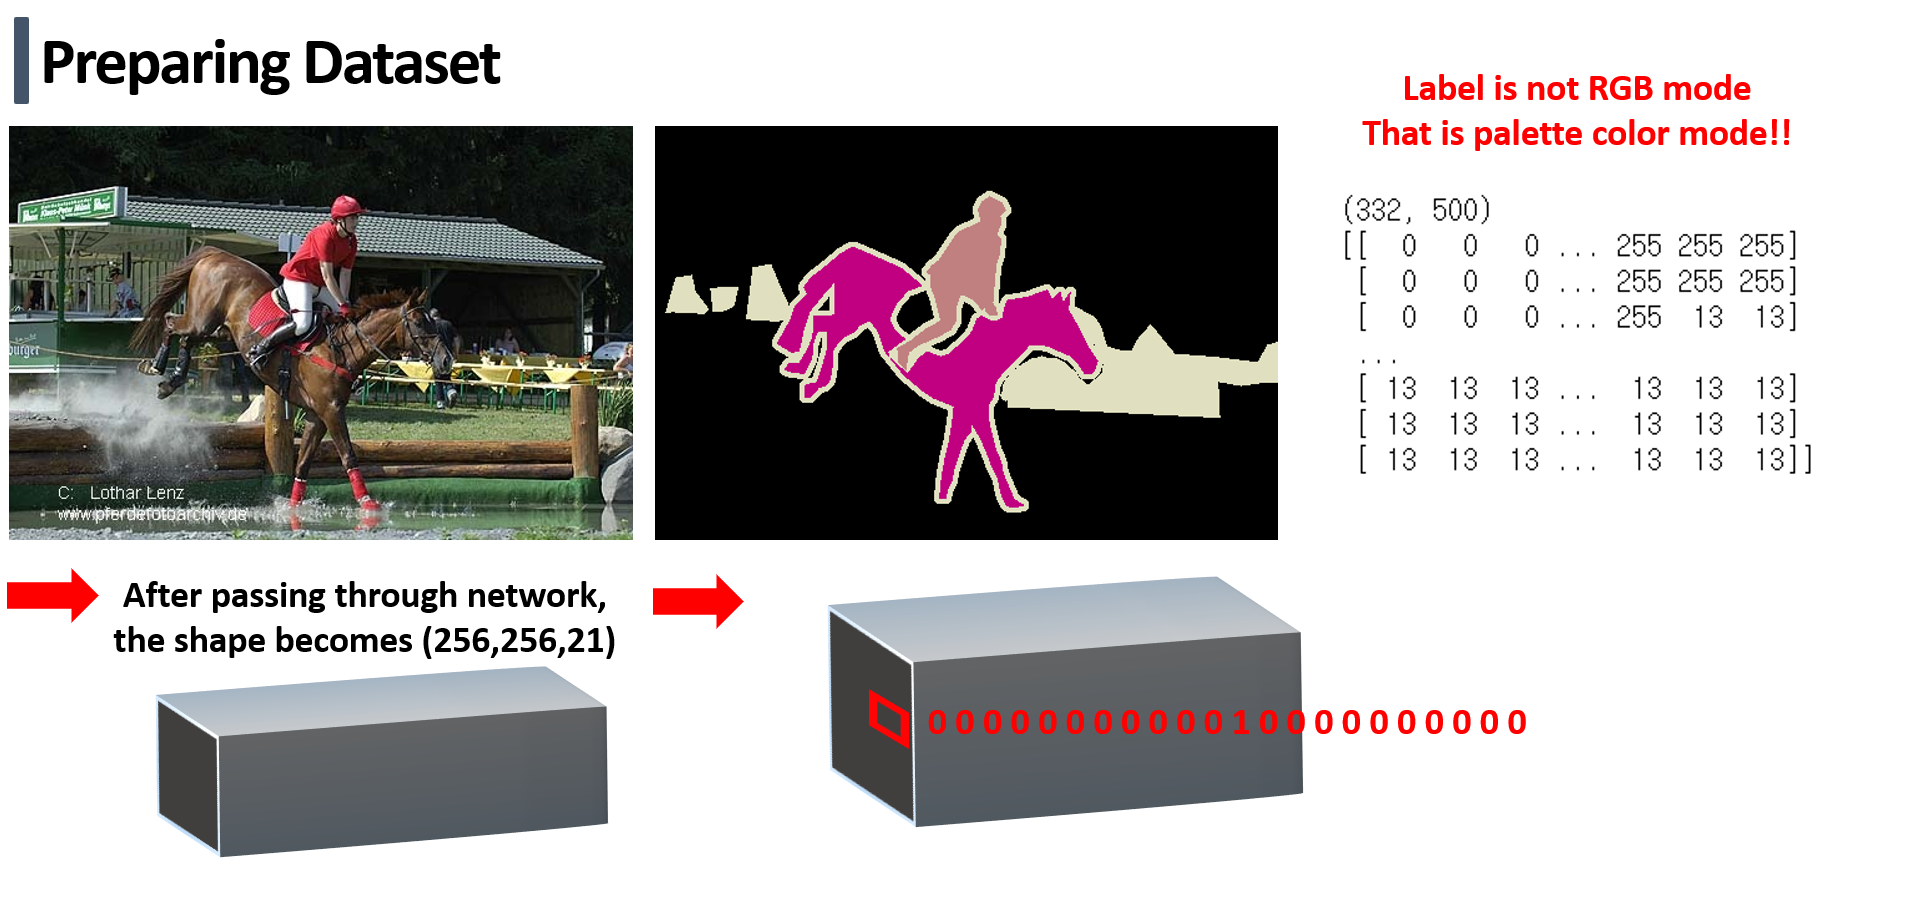 Preparing Dataset
Label is not RGB mode
That is palette color mode!!
Klaus-Peter Münk
burger
C: Lothar Lenz
www.pferdefotoarchiv.de
(332, 500)
[[ 0 0 0 ... 255 255 255]
[ 0 0 0 ... 255 255 255]
[ 0 0 0 ... 255 13 13]
...
[ 13 13 13 ... 13 13 13]
[ 13 13 13 ... 13 13 13]
[ 13 13 13 ... 13 13 13]]
After passing through network,
the shape becomes (256,256,21)
0 0 0 0 0 0 0 0 0 0 0 1 0 0 0 0 0 0 0 0 0 0